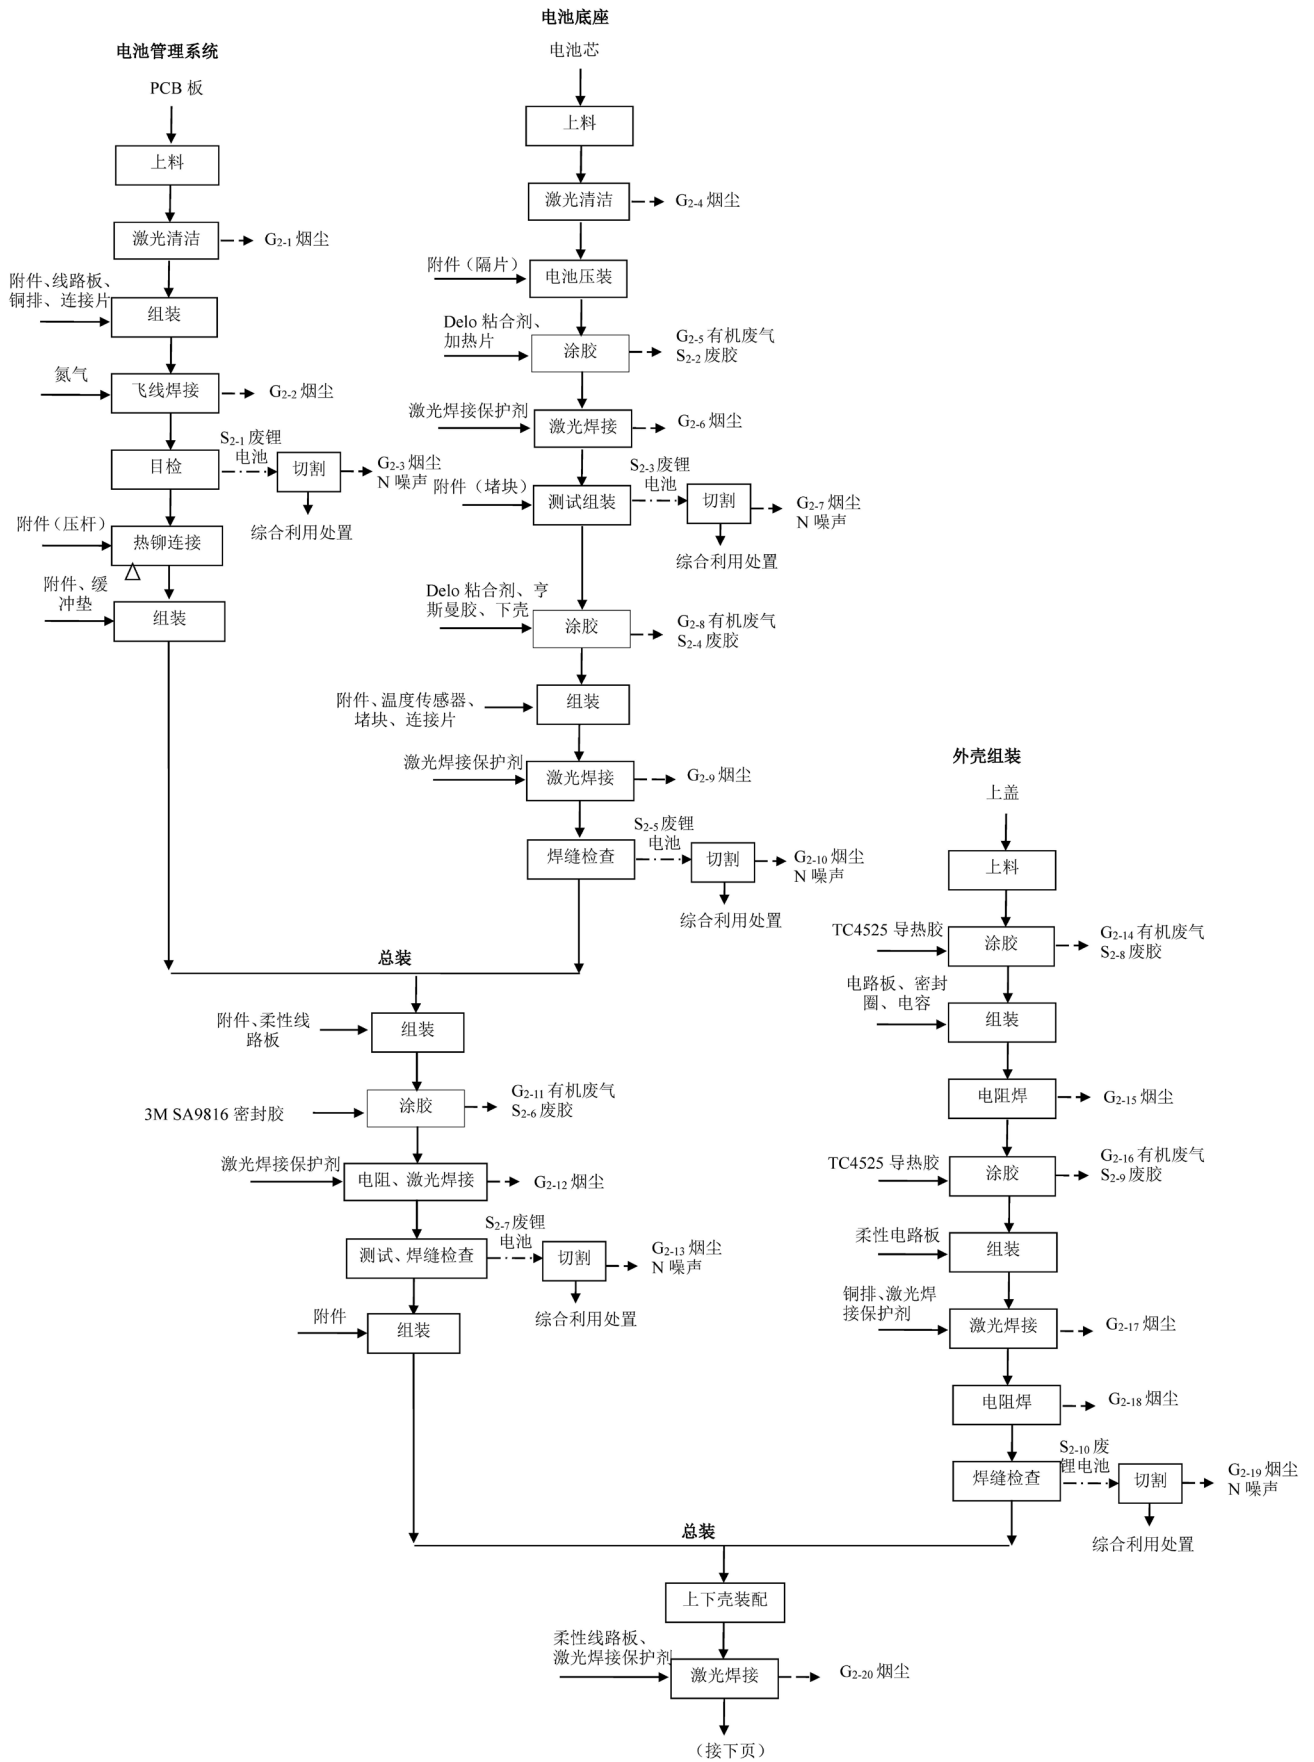 电池管理系统
PCB 板
上料
激光清洁
G2-1 烟尘
附件、线路板、
铜排、连接片
组装
氮气
飞线焊接
G2-2 烟尘
目检
S2-1 废锂
电池
切割
G2-3 烟尘
N 噪声
综合利用处置
附件（压杆）
热铆连接
附件、缓
冲垫
组装
电池底座
电池芯
上料
激光清洁
G2-4 烟尘
附件（隔片）
电池压装
Delo 粘合剂、
加热片
涂胶
G2-5 有机废气
S2-2 废胶
激光焊接保护剂
激光焊接
G2-6 烟尘
附件（堵块）
测试组装
S2-3 废锂
电池
切割
G2-7 烟尘
N 噪声
综合利用处置
Delo 粘合剂、亨
斯曼胶、下壳
涂胶
G2-8 有机废气
S2-4 废胶
附件、温度传感器、
堵块、连接片
组装
激光焊接保护剂
激光焊接
G2-9 烟尘
焊缝检查
S2-5 废锂
电池
切割
G2-10 烟尘
N 噪声
综合利用处置
总装
附件、柔性线
路板
组装
3M SA9816 密封胶
涂胶
G2-11 有机废气
S2-6 废胶
激光焊接保护剂
电阻、激光焊接
G2-12 烟尘
测试、焊缝检查
S2-7 废锂
电池
切割
G2-13 烟尘
N 噪声
综合利用处置
附件
组装
外壳组装
上盖
上料
TC4525 导热胶
涂胶
G2-14 有机废气
S2-8 废胶
电路板、密封
圈、电容
组装
电阻焊
G2-15 烟尘
TC4525 导热胶
涂胶
G2-16 有机废气
S2-9 废胶
柔性电路板
组装
铜排、激光焊
接保护剂
激光焊接
G2-17 烟尘
电阻焊
G2-18 烟尘
焊缝检查
S2-10 废
锂电池
切割
G2-19 烟尘
N 噪声
综合利用处置
总装
上下壳装配
柔性线路板、
激光焊接保护剂
激光焊接
G2-20 烟尘
（接下页）